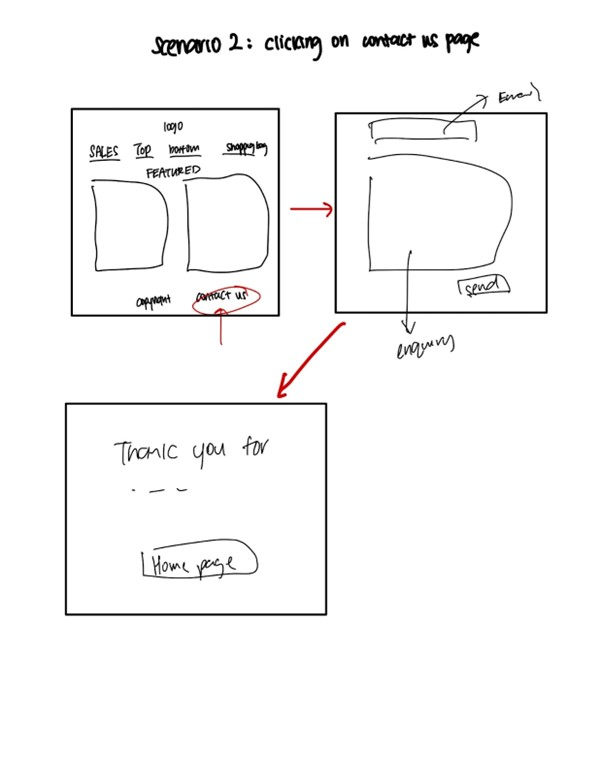 scenario 2: clicking on contact us page
logo
SALES Top bottom shopping bag
FEATURED
copyright contact us
Email
send
enquiry
Thank you for
Home page